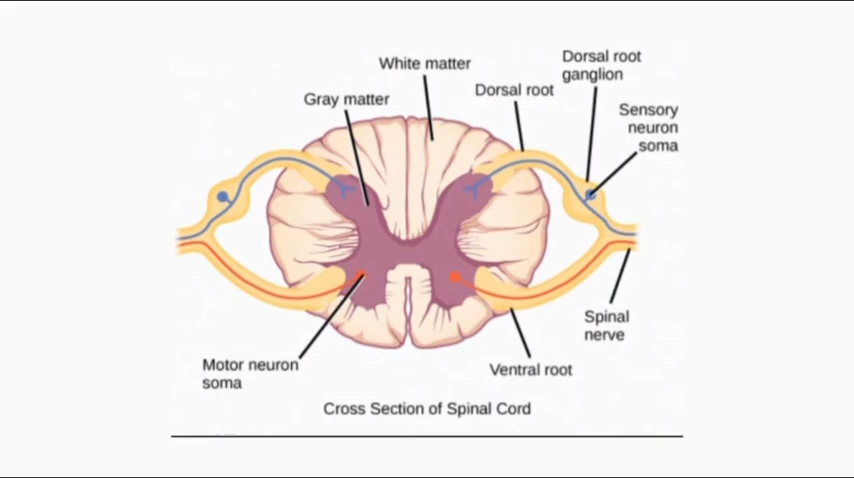 White matter
Dorsal root
ganglion
Dorsal root
Gray matter
Sensory
neuron
soma
Spinal
nerve
Motor neuron
soma
Ventral root
Cross Section of Spinal Cord